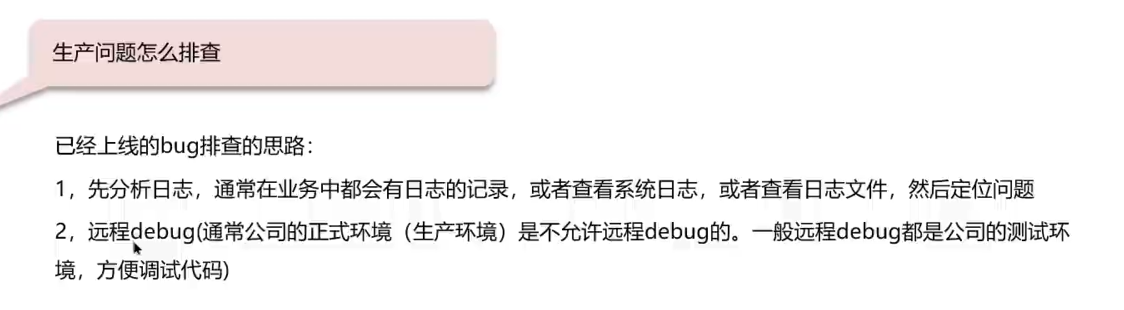 生产问题怎么排查
已经上线的bug排查的思路：
1，先分析日志，通常在业务中都会有日志的记录，或者查看系统日志，或者查看日志文件，然后定位问题
2，远程debug(通常公司的正式环境（生产环境）是不允许远程debug的。一般远程debug都是公司的测试环
境，方便调试代码)